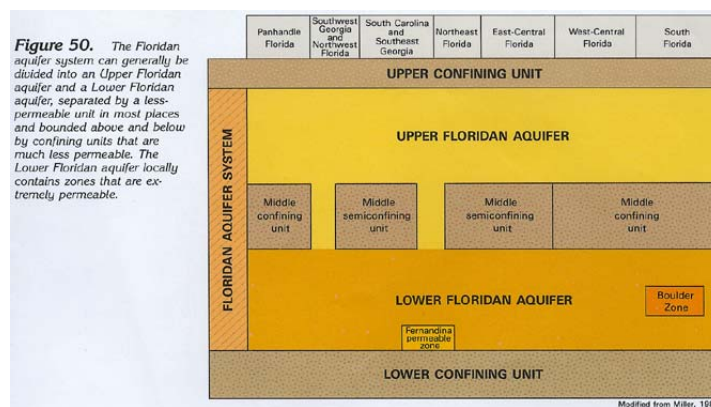 Figure 50. The Floridan
aquifer system can generally be
divided into an Upper Floridan
aquifer and a Lower Floridan
aquifer, separated by a less-
permeable unit in most places
and bounded above and below
by confining units that are
much less permeable. The
Lower Floridan aquifer locally
contains zones that are ex-
tremely permeable.
Panhandle
Florida
Southwest
Georgia
and
Northwest
Florida
South Carolina
and
Southeast
Georgia
Northeast
Florida
East-Central
Florida
West-Central
Florida
South
Florida
UPPER CONFINING UNIT
FLORIDAN AQUIFER SYSTEM
UPPER FLORIDAN AQUIFER
Middle
confining
unit
Middle
semiconfining
unit
Middle
semiconfining
unit
Middle
confining
unit
LOWER FLORIDAN AQUIFER
Boulder
Zone
Fernandina
permeable
zone
LOWER CONFINING UNIT
Modified from Miller,